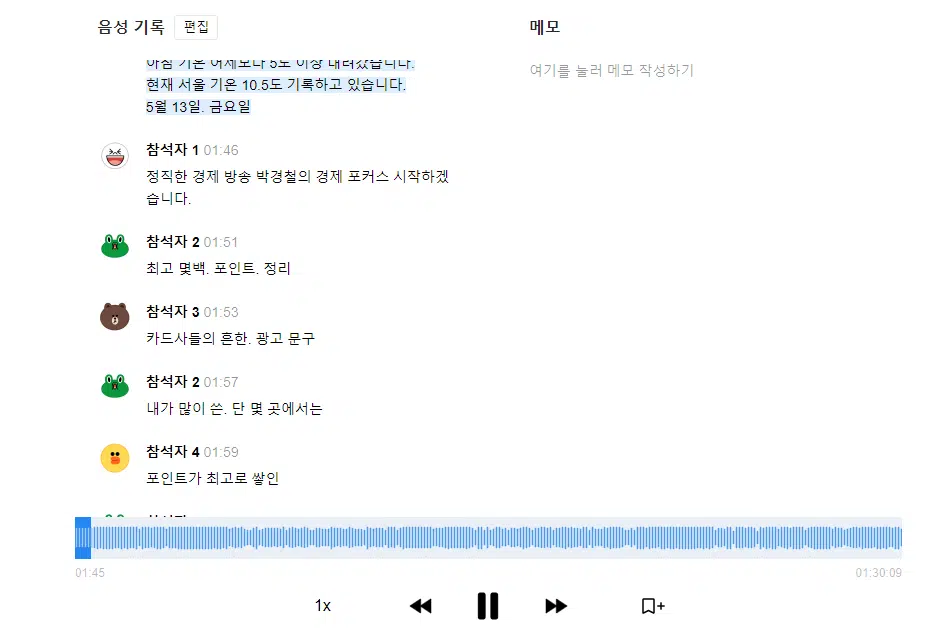 음성 기록 편집
메모
아침 기온 어제보다 5도 이상 내려갔습니다.
현재 서울 기온 10.5도 기록하고 있습니다.
5월 13일. 금요일
여기를 눌러 메모 작성하기
참석자 1 01:46
정직한 경제 방송 박경철의 경제 포커스 시작하겠
습니다.
참석자 2 01:51
최고 몇백. 포인트. 정리
참석자 3 01:53
카드사들의 흔한. 광고 문구
참석자 2 01:57
내가 많이 쓴. 단 몇 곳에서는
참석자 4 01:59
포인트가 최고로 쌓인
01:45
01:30:09
1x